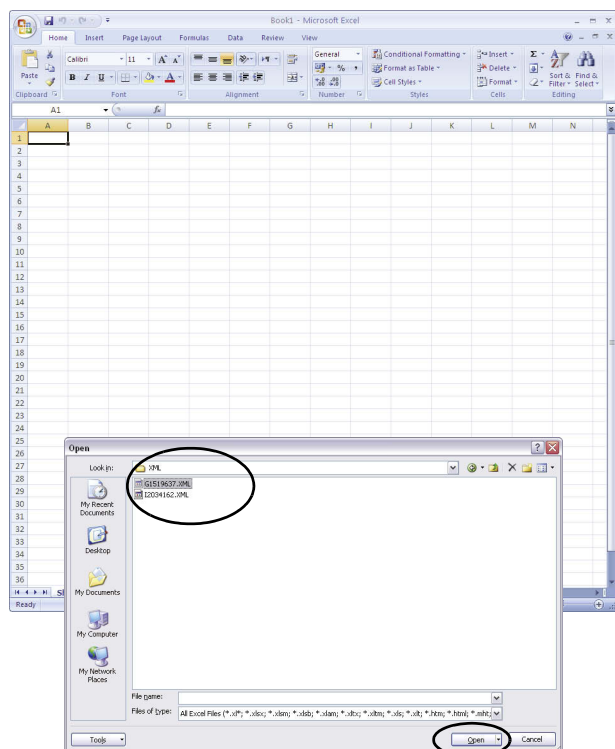 Book1 - Microsoft Excel
Home Insert Page Layout Formulas Data Review View
Paste
Calibri 11 A A
B I U A
General
% ,
Conditional Formatting
Format as Table
Cell Styles
Insert
Delete
Format
Σ
Sort & Filter
Find & Select
Clipboard Font Alignment Number Styles Cells Editing
A1 fx
A B C D E F G H I J K L M N
1
2
3
4
5
6
7
8
9
10
11
12
13
14
15
16
17
18
19
20
21
22
23
24
25
26
27
28
29
30
31
32
33
34
35
36
Ready
Open
Look in: XML
G1519637.XML
I2034162.XML
My Recent Documents
Desktop
My Documents
My Computer
My Network Places
File name:
Files of type: All Excel Files (*.xl*; *.xlsx; *.xlsm; *.xlsb; *.xlam; *.xltx; *.xltm; *.xls; *.xlt; *.htm; *.html; *.mht;
Tools Open Cancel